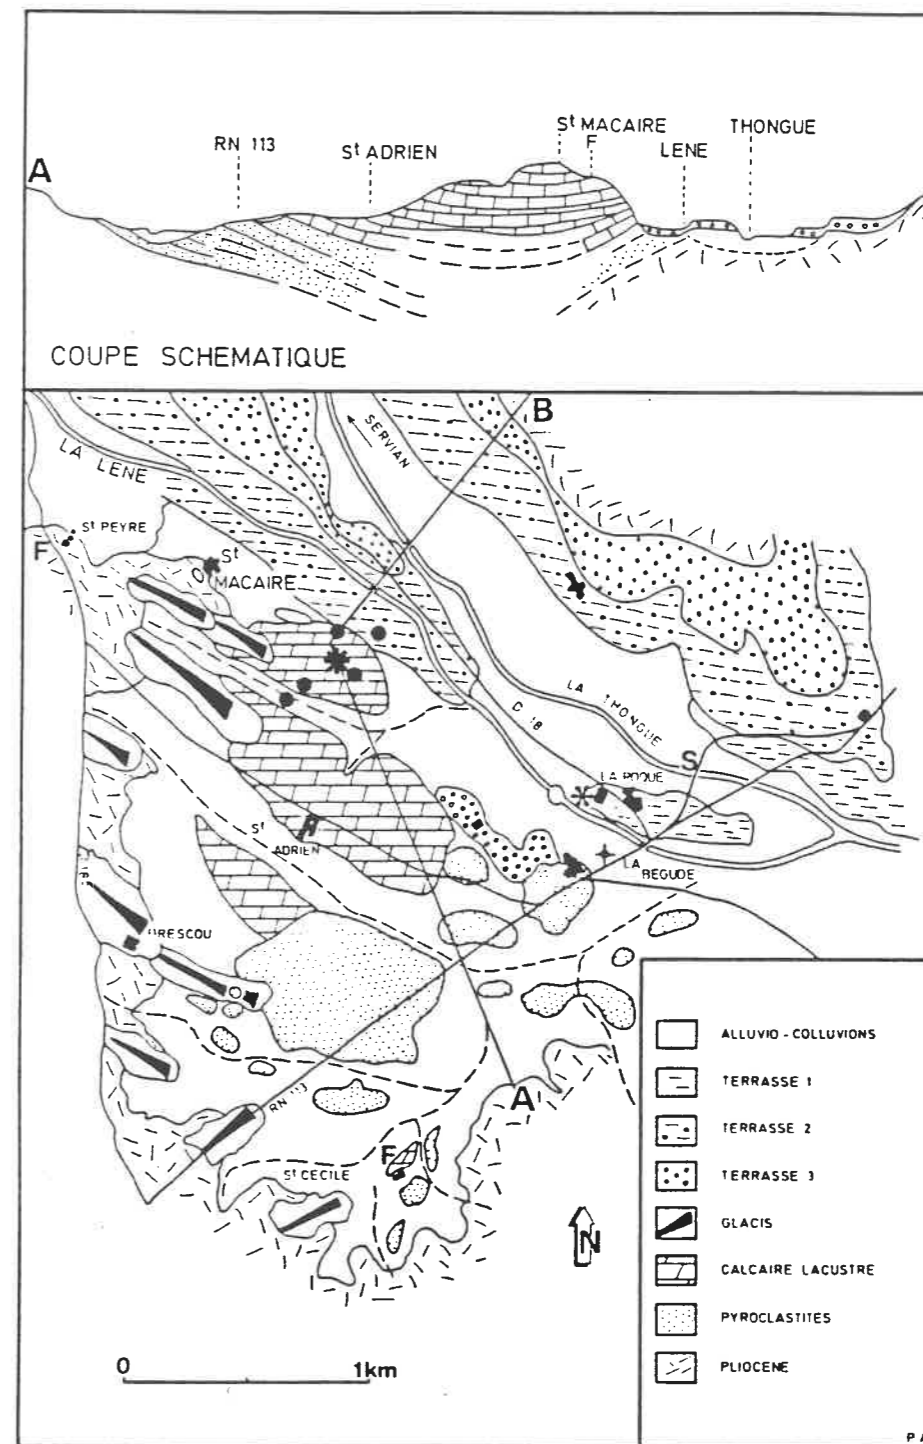 St MACAIRE
THONGUE
RN 113
F
St ADRIEN
LENE
A
COUPE SCHEMATIQUE
B
SERVIAN
LA LENE
St PEYRE
F
St
MACAIRE
LA THONGUE
D 18
S
LA ROQUE
St
ADRIEN
LA
BEGUDE
RN 113
A
F
St CECILE
N
0
1km
ALLUVIO-COLLUVIONS
TERRASSE 1
TERRASSE 2
TERRASSE 3
GLACIS
CALCAIRE LACUSTRE
PYROCLASTITES
PLIOCENE